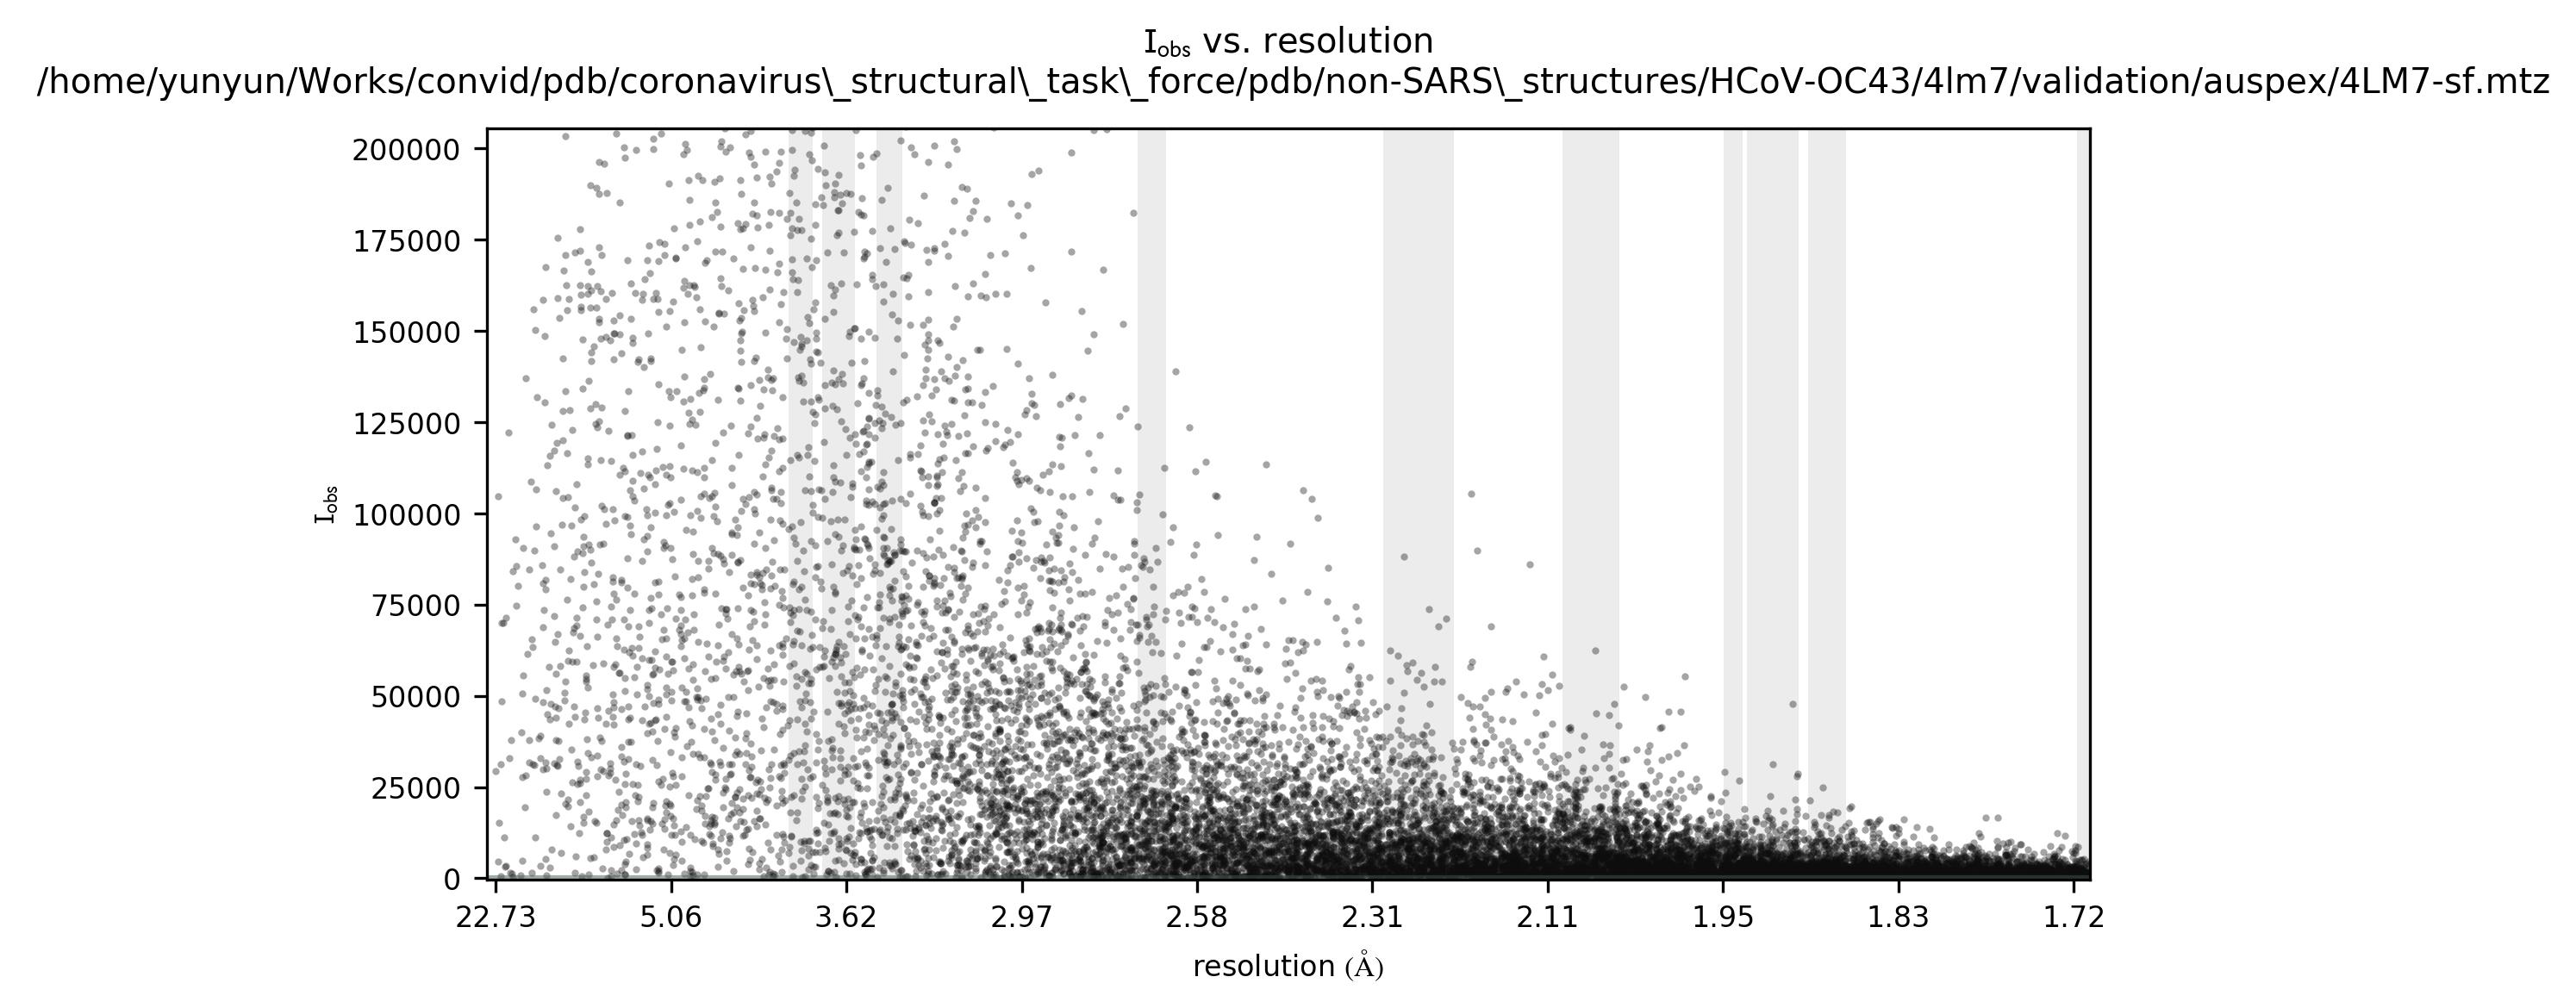 I_obs vs. resolution
/home/yunyun/Works/convid/pdb/coronavirus\_structural\_task\_force/pdb/non-SARS\_structures/HCoV-OC43/4lm7/validation/auspex/4LM7-sf.mtz
200000
175000
150000
125000
100000
75000
50000
25000
0
I_obs
22.73 5.06 3.62 2.97 2.58 2.31 2.11 1.95 1.83 1.72
resolution (Å)